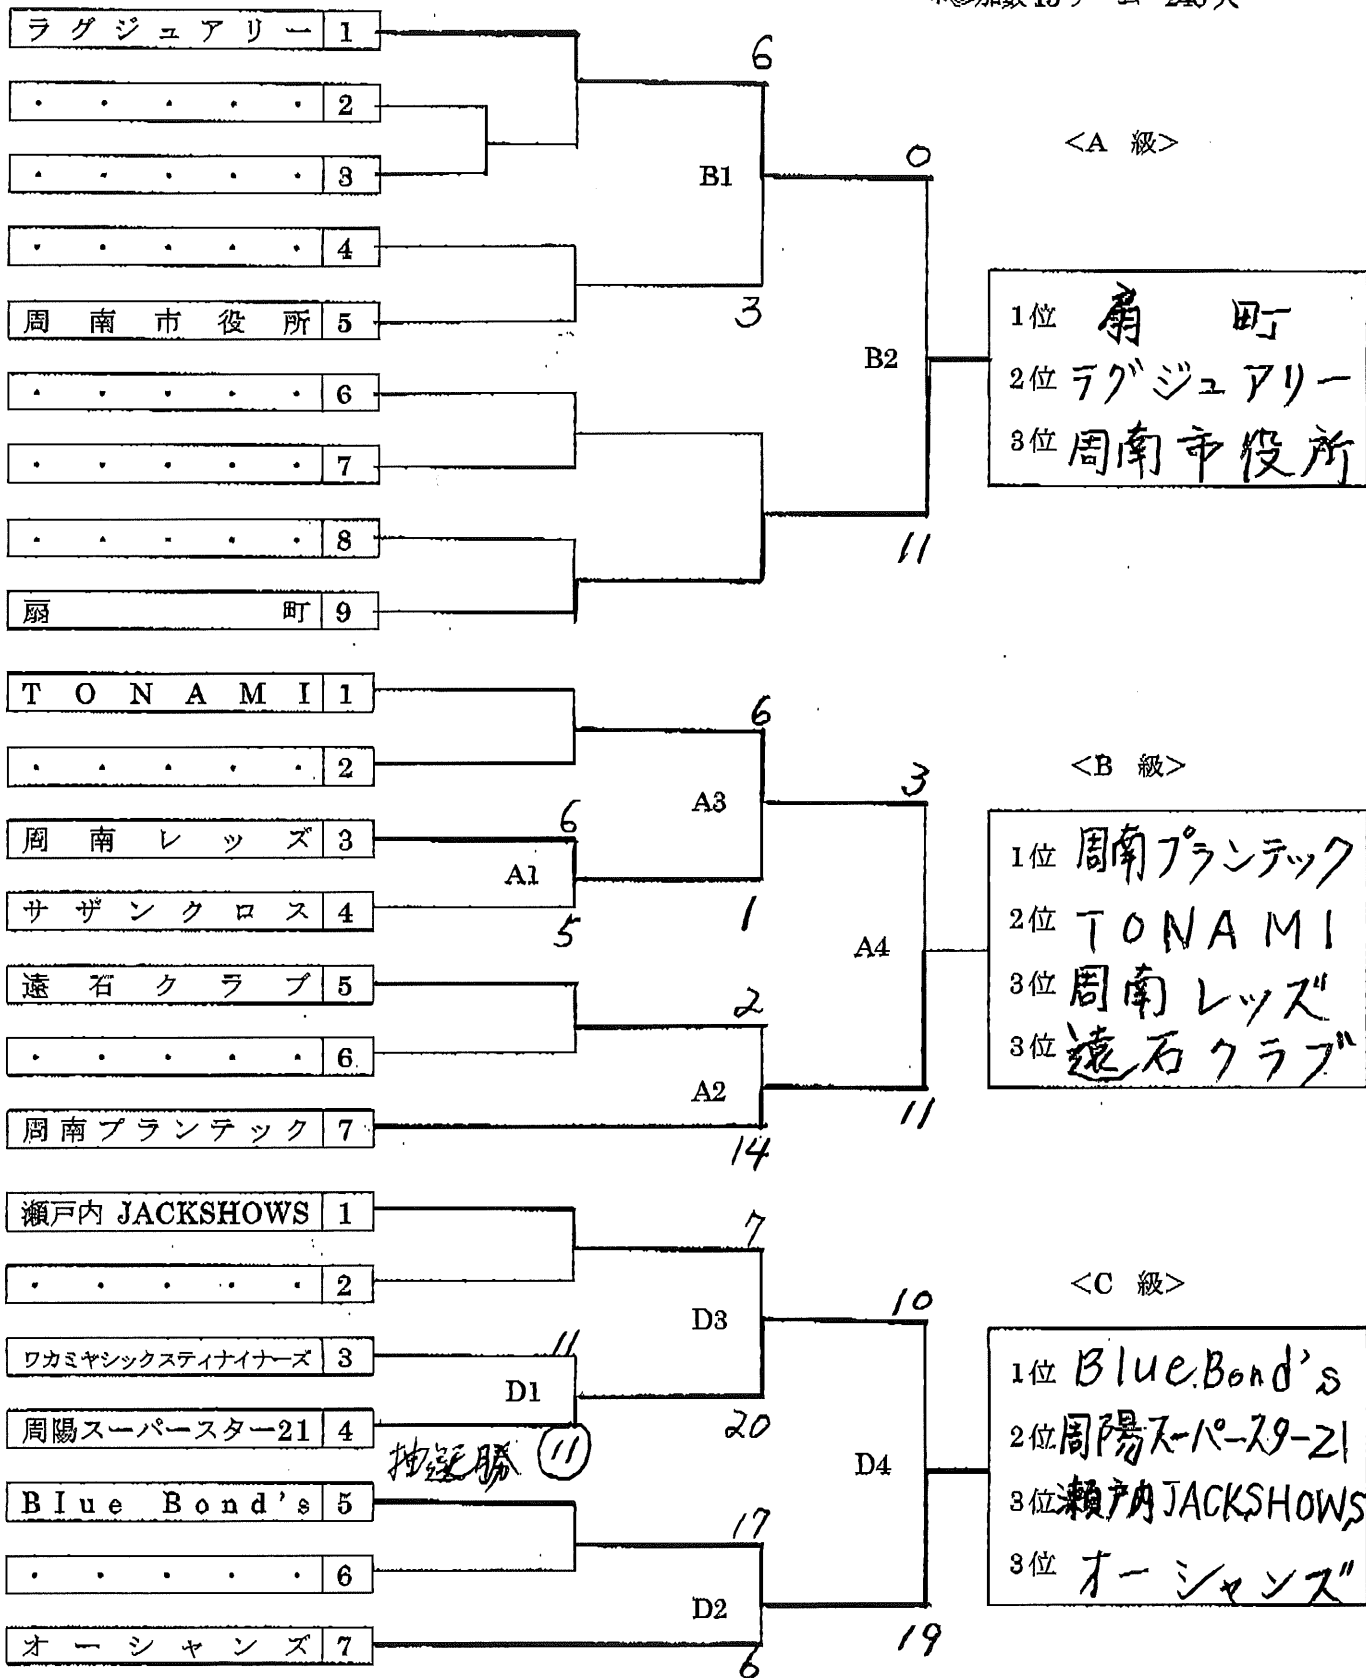 ラグジュアリー 1
・・・・・ 2
・・・・・ 3
・・・・・ 4
周南市役所 5
・・・・・ 6
・・・・・ 7
・・・・・ 8
扇町 9
6
B1
3
0
B2
11
<A 級>
1位 扇町
2位 ラグジュアリー
3位 周南市役所
TONAMI 1
・・・・・ 2
周南レッズ 3
サザンクロス 4
遠石クラブ 5
・・・・・ 6
周南プランテック 7
6
A1
5
6
A3
1
2
A2
14
3
A4
11
<B 級>
1位 周南プランテック
2位 TONAMI
3位 周南レッズ
3位 遠石クラブ
瀬戸内 JACKSHOWS 1
・・・・・ 2
ワカミヤシックスティナイナーズ 3
周陽スーパースター21 4
Blue Bond's 5
・・・・・ 6
オーシャンズ 7
11
D1
抽選勝 11
7
D3
20
17
D2
6
10
D4
19
<C 級>
1位 Blue.Bond's
2位 周陽スーパースター21
3位 瀬戸内JACKSHOWS
3位 オーシャンズ